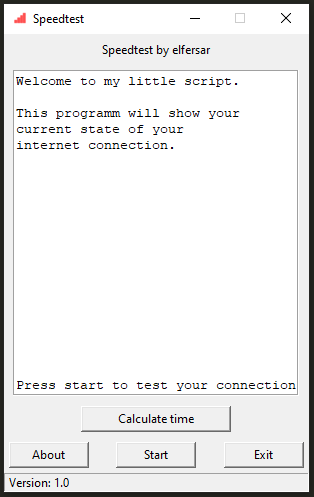 Speedtest
Speedtest by elfersar
Welcome to my little script.
This programm will show your
current state of your
internet connection.
Press start to test your connection
Calculate time
About
Start
Exit
Version: 1.0